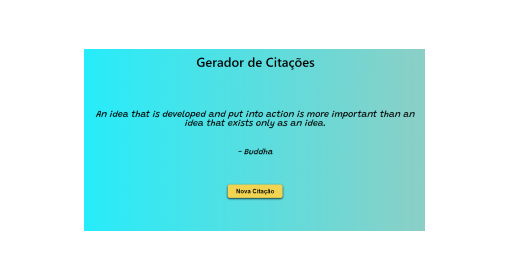 Gerador de Citações
An idea that is developed and put into action is more important than an
idea that exists only as an idea.
- Buddha
Nova Citação